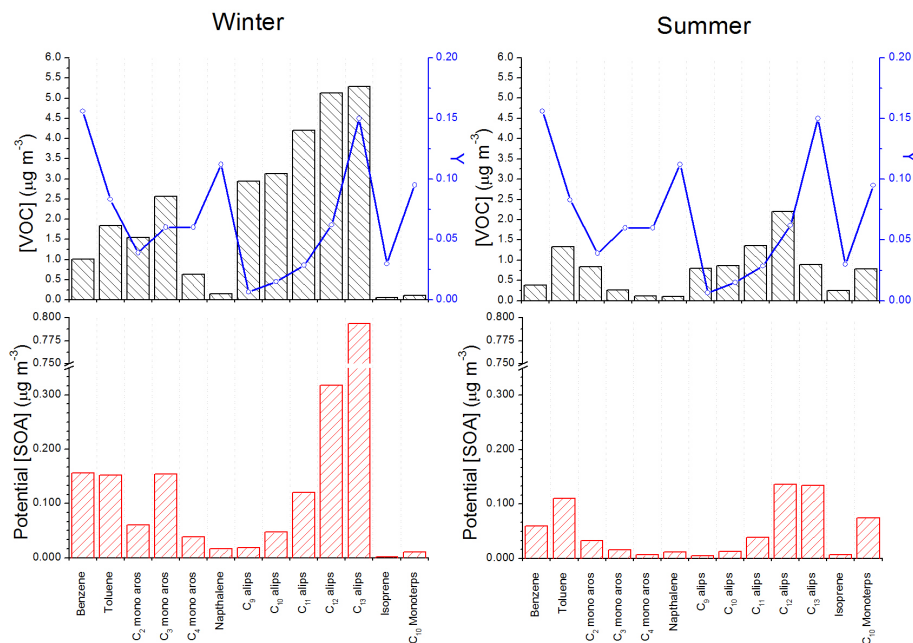 Winter
Summer
[VOC] (μg m⁻³)
6.0
5.5
5.0
4.5
4.0
3.5
3.0
2.5
2.0
1.5
1.0
0.5
0.0
0.20
0.15
0.10
0.05
0.00
Y
[VOC] (μg m⁻³)
6.0
5.5
5.0
4.5
4.0
3.5
3.0
2.5
2.0
1.5
1.0
0.5
0.0
0.20
0.15
0.10
0.05
0.00
Y
Potential [SOA] (μg m⁻³)
0.800
0.775
0.750
0.300
0.200
0.100
0.000
Benzene
Toluene
C₂ mono aros
C₃ mono aros
C₄ mono aros
Napthalene
C₉ alips
C₁₀ alips
C₁₁ alips
C₁₂ alips
C₁₃ alips
Isoprene
C₁₀ Monoterps
Potential [SOA] (μg m⁻³)
0.800
0.775
0.750
0.300
0.200
0.100
0.000
Benzene
Toluene
C₂ mono aros
C₃ mono aros
C₄ mono aros
Napthalene
C₉ alips
C₁₀ alips
C₁₁ alips
C₁₂ alips
C₁₃ alips
Isoprene
C₁₀ Monoterps